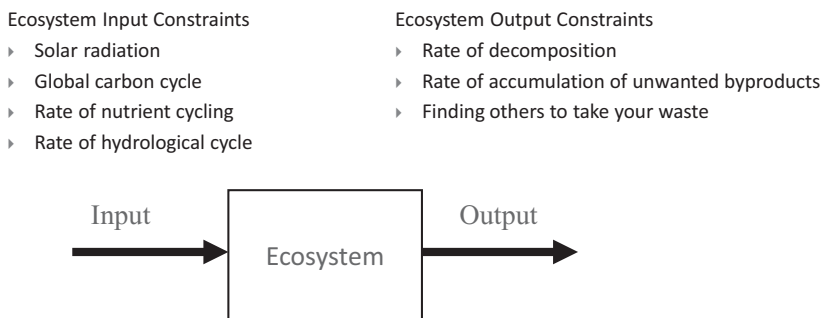 Ecosystem Input Constraints
▸ Solar radiation
▸ Global carbon cycle
▸ Rate of nutrient cycling
▸ Rate of hydrological cycle
Ecosystem Output Constraints
▸ Rate of decomposition
▸ Rate of accumulation of unwanted byproducts
▸ Finding others to take your waste
Input
Ecosystem
Output